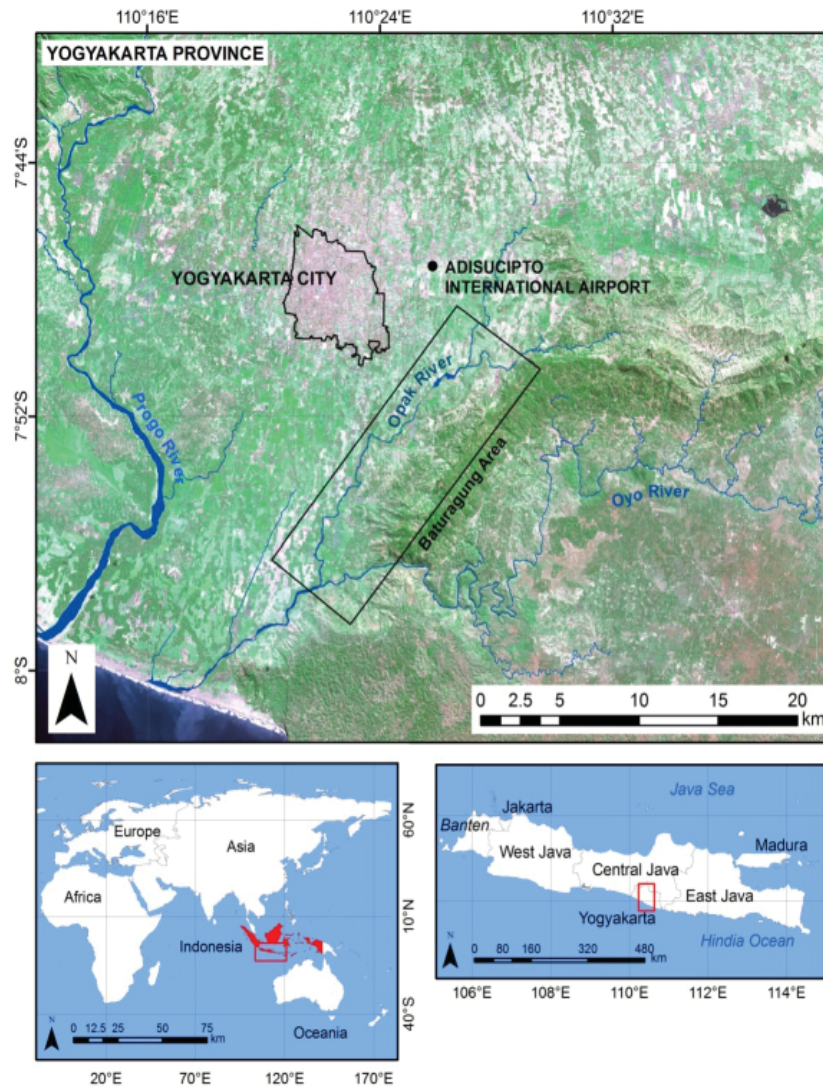 110°16'E
110°24'E
110°32'E
YOGYAKARTA PROVINCE
7°44'S
YOGYAKARTA CITY
ADISUCIPTO
INTERNATIONAL AIRPORT
Opak River
7°52'S
Progo River
Baturagung Area
Oyo River
8°S
N
0 2.5 5 10 15 20
km
Europe
Asia
Africa
Indonesia
Oceania
N
0 12.5 25 50 75
km
60°N
10°N
40°S
20°E 70°E 120°E 170°E
Java Sea
Jakarta
Banten
West Java
Central Java
Madura
East Java
Yogyakarta
Hindia Ocean
N
0 80 160 320 480
km
106°E 108°E 110°E 112°E 114°E
6°S
8°S